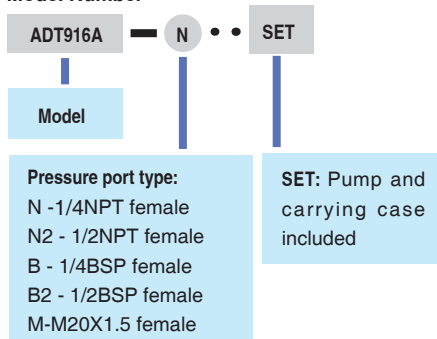 ADT916A — N • • SET
Model
Pressure port type:
N -1/4NPT female
N2 - 1/2NPT female
B - 1/4BSP female
B2 - 1/2BSP female
M-M20X1.5 female
SET: Pump and
carrying case
included